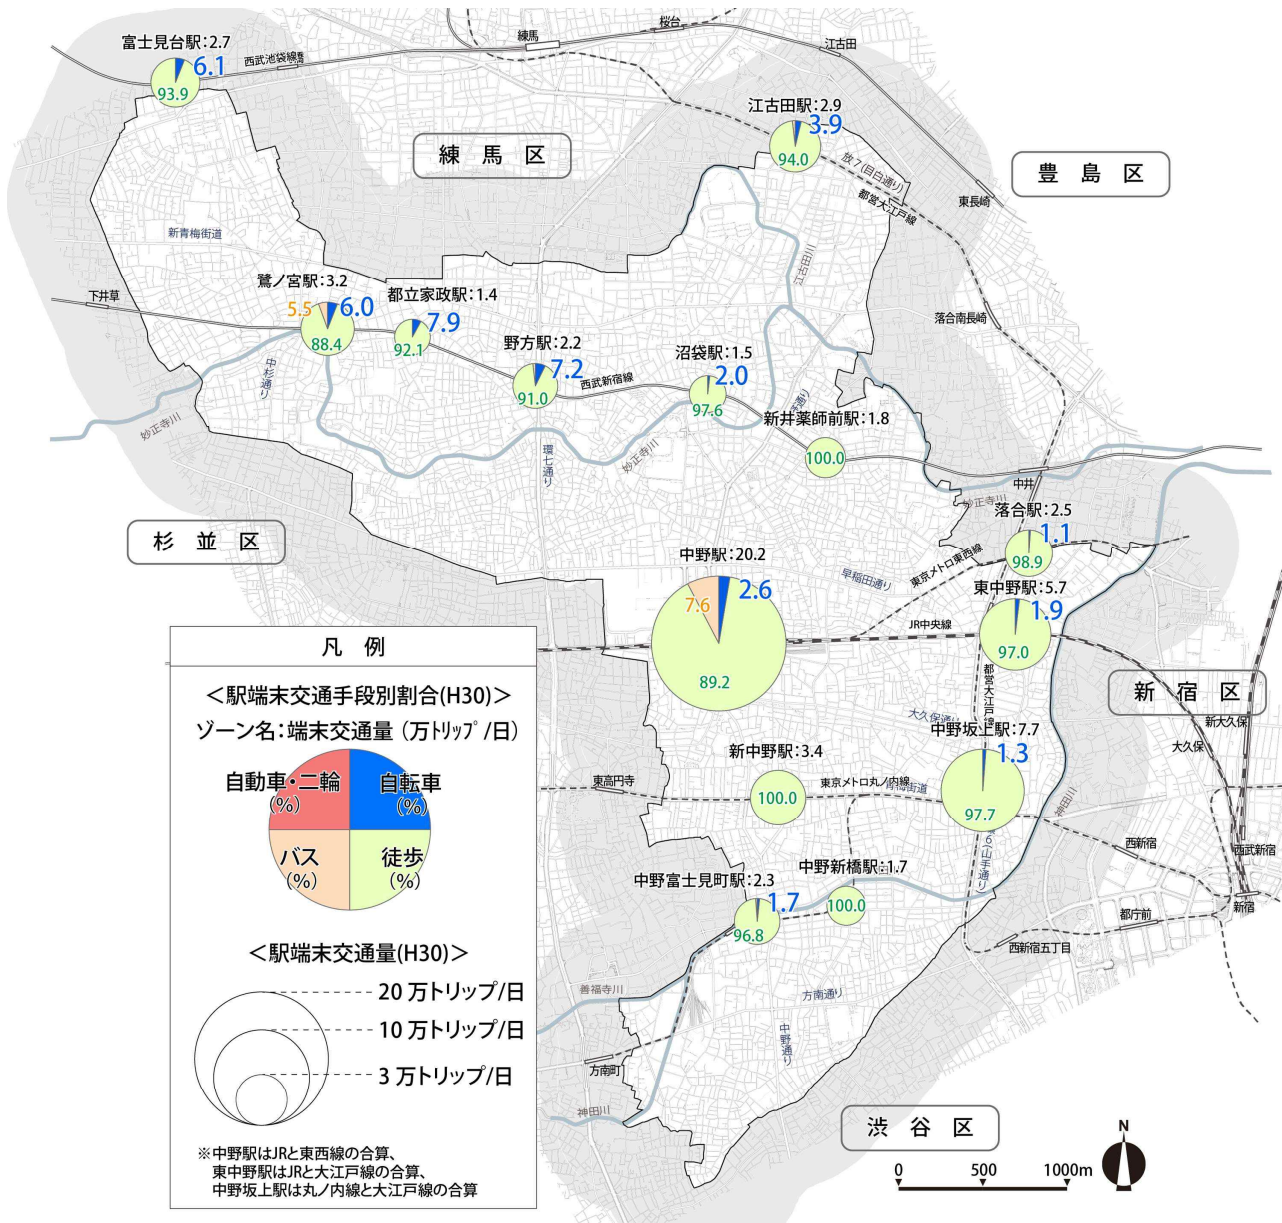 富士見台駅：2.7
6.1
93.9
西武池袋線
練馬
桜台
江古田
江古田駅：2.9
3.9
94.0
練 馬 区
豊 島 区
放７(目白通り)
都営大江戸線
東長崎
新青梅街道
江古田川
下井草
鷺ノ宮駅：3.2
5.5
6.0
88.4
都立家政駅：1.4
7.9
92.1
落合南長崎
野方駅：2.2
7.2
91.0
西武新宿線
沼袋駅：1.5
2.0
97.6
中杉通り
新井薬師前駅：1.8
100.0
妙正寺川
環七通り
妙正寺川
中井
妙正寺川
杉 並 区
落合駅：2.5
1.1
98.9
東京メトロ東西線
中野駅：20.2
7.6
2.6
89.2
早稲田通り
東中野駅：5.7
1.9
97.0
JR中央線
都営大江戸線
新 宿 区
新大久保
大久保
大久保通り
中野坂上駅：7.7
1.3
97.7
新中野駅：3.4
100.0
東高円寺
東京メトロ丸ノ内線
青梅街道
神田川
西新宿
西武新宿
新宿
都庁前
西新宿五丁目
(山手通り)
中野新橋駅：1.7
100.0
中野富士見町駅：2.3
1.7
96.8
善福寺川
方南通り
中野通り
方南町
神田川
渋 谷 区
凡 例
＜駅端末交通手段別割合(H30)＞
ゾーン名：端末交通量（万トリップ/日）
自動車・二輪
(%)
自転車
(%)
バス
(%)
徒歩
(%)
＜駅端末交通量(H30)＞
20 万トリップ/日
10 万トリップ/日
3 万トリップ/日
※中野駅はJRと東西線の合算、
東中野駅はJRと大江戸線の合算、
中野坂上駅は丸ノ内線と大江戸線の合算
N
0 500 1000m